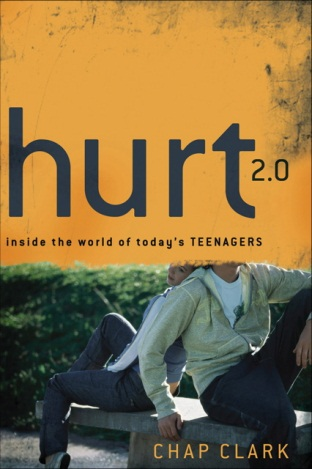 hurt
2.0
inside the world of today's TEENAGERS
CHAP CLARK